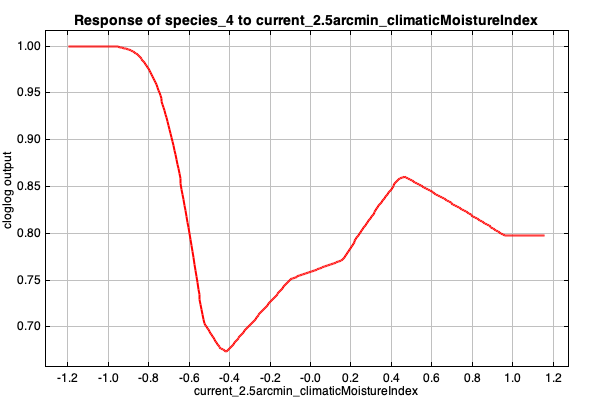 Response of species_4 to current_2.5arcmin_climaticMoistureIndex
1.00
0.95
0.90
0.85
0.80
0.75
0.70
cloglog output
-1.2 -1.0 -0.8 -0.6 -0.4 -0.2 -0.0 0.2 0.4 0.6 0.8 1.0 1.2
current_2.5arcmin_climaticMoistureIndex